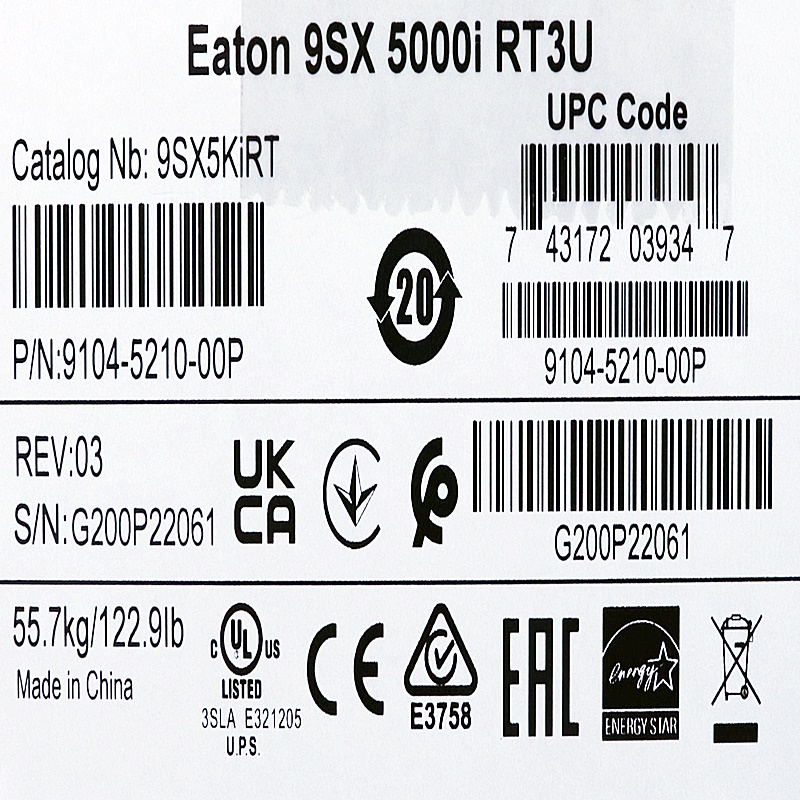 Eaton 9SX 5000i RT3U
UPC Code
Catalog Nb: 9SX5KiRT
7 43172 03934 7
20
P/N:9104-5210-00P
9104-5210-00P
REV:03
UK
CA
S/N:G200P22061
G200P22061
55.7kg/122.9lb
Made in China
C UL US
LISTED
3SLA E321205
U.P.S.
CE
E3758
EAC
energy
ENERGY STAR